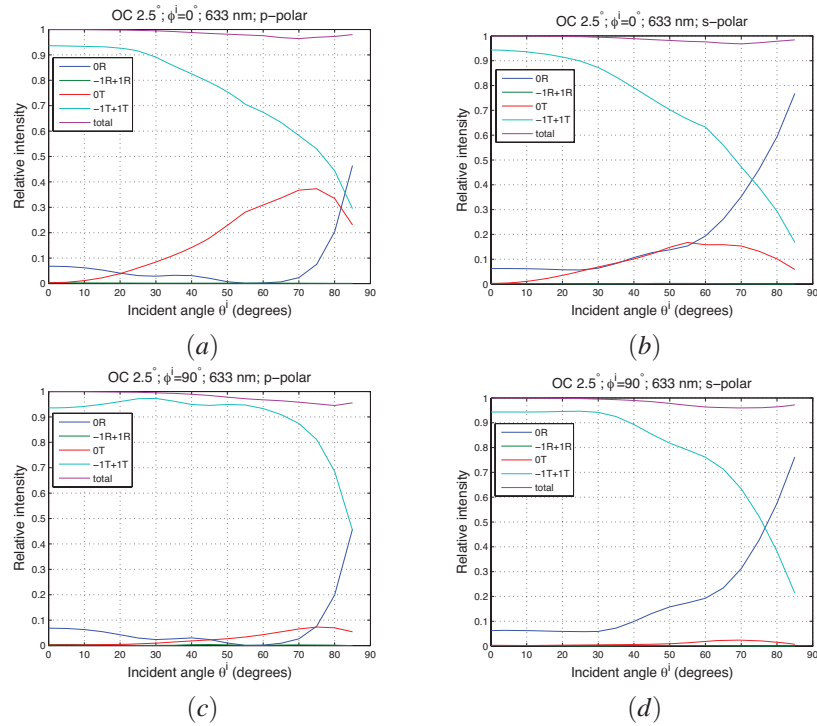 OC 2.5°; ϕⁱ=0°; 633 nm p−polar
Relative intensity
1
0.9
0.8
0.7
0.6
0.5
0.4
0.3
0.2
0.1
0
0R
−1R+1R
0T
−1T+1T
total
0 10 20 30 40 50 60 70 80 90
Incident angle θⁱ (degrees)
(a)
OC 2.5°; ϕⁱ=0°; 633 nm, s−polar
Relative intensity
1
0.9
0.8
0.7
0.6
0.5
0.4
0.3
0.2
0.1
0
0R
−1R+1R
0T
−1T+1T
total
0 10 20 30 40 50 60 70 80 90
Incident angle θⁱ (degrees)
(b)
OC 2.5°; ϕⁱ=90°; 633 nm; p−polar
Relative intensity
1
0.9
0.8
0.7
0.6
0.5
0.4
0.3
0.2
0.1
0
0R
−1R+1R
0T
−1T+1T
total
0 10 20 30 40 50 60 70 80 90
Incident angle θⁱ (degrees)
(c)
OC 2.5°; ϕⁱ=90°; 633 nm; s−polar
Relative intensity
1
0.9
0.8
0.7
0.6
0.5
0.4
0.3
0.2
0.1
0
0R
−1R+1R
0T
−1T+1T
total
0 10 20 30 40 50 60 70 80 90
Incident angle θⁱ (degrees)
(d)